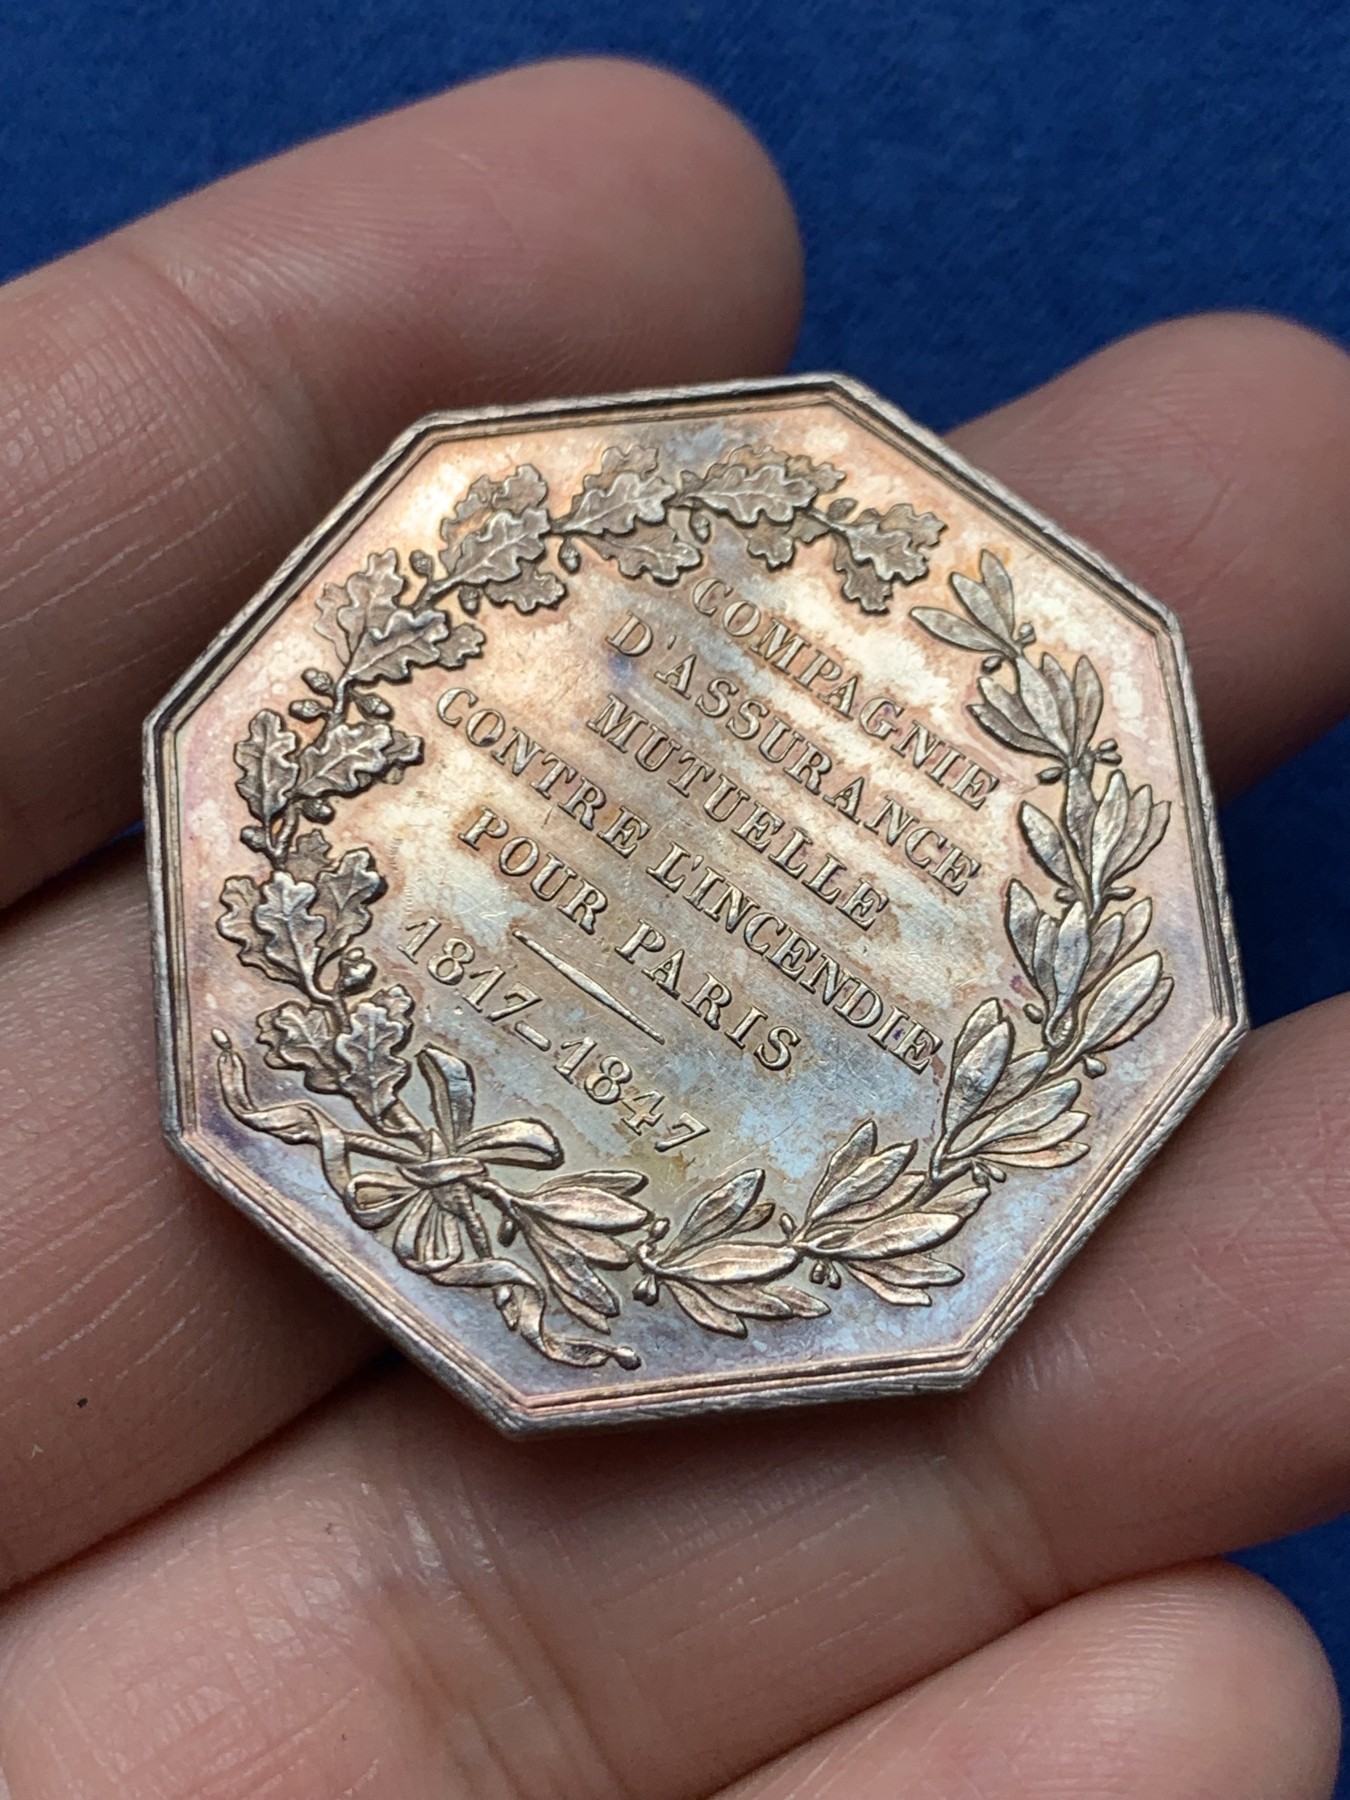 COMPAGNIE
D'ASSURANCE
MUTUELLE
CONTRE L'INCENDIE
POUR PARIS
1817-1847